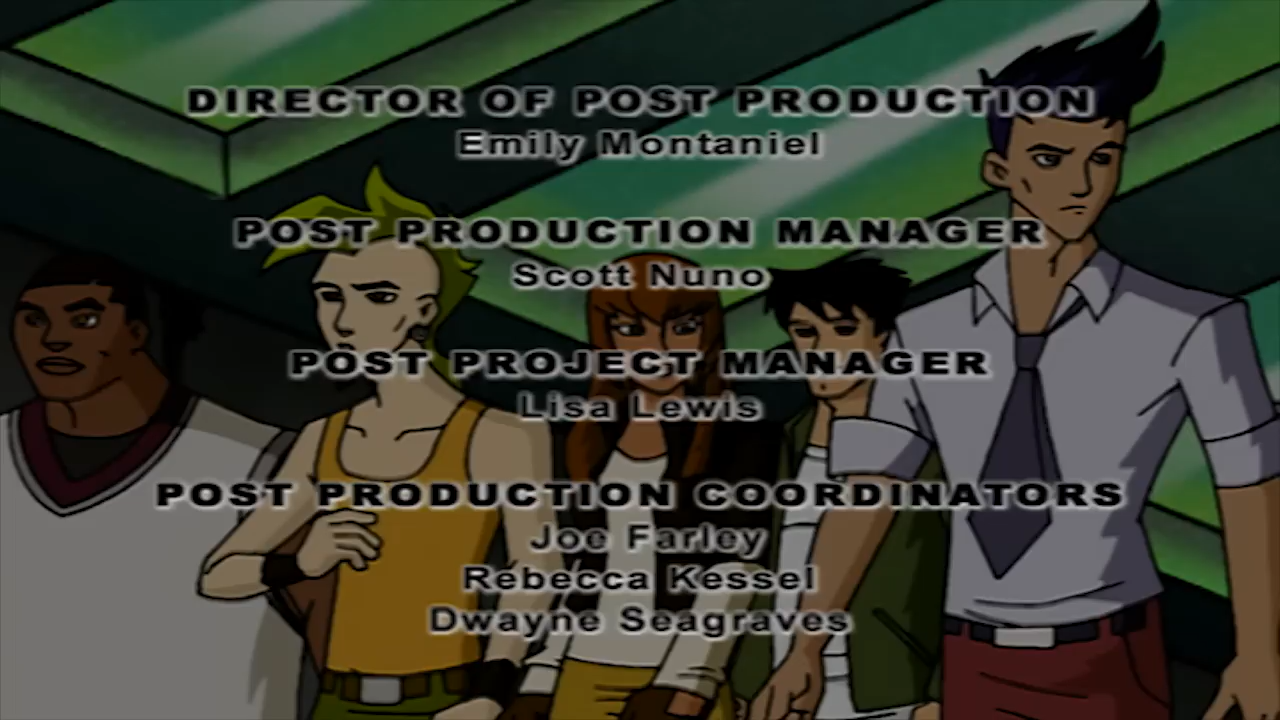 DIRECTOR OF POST PRODUCTION
Emily Montaniel
POST PRODUCTION MANAGER
Scott Nuno
POST PROJECT MANAGER
Lisa Lewis
POST PRODUCTION COORDINATORS
Joe Farley
Rebecca Kessel
Dwayne Seagraves